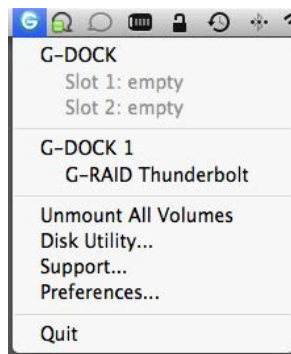 G
G-DOCK
Slot 1: empty
Slot 2: empty
G-DOCK 1
G-RAID Thunderbolt
Unmount All Volumes
Disk Utility...
Support...
Preferences...
Quit